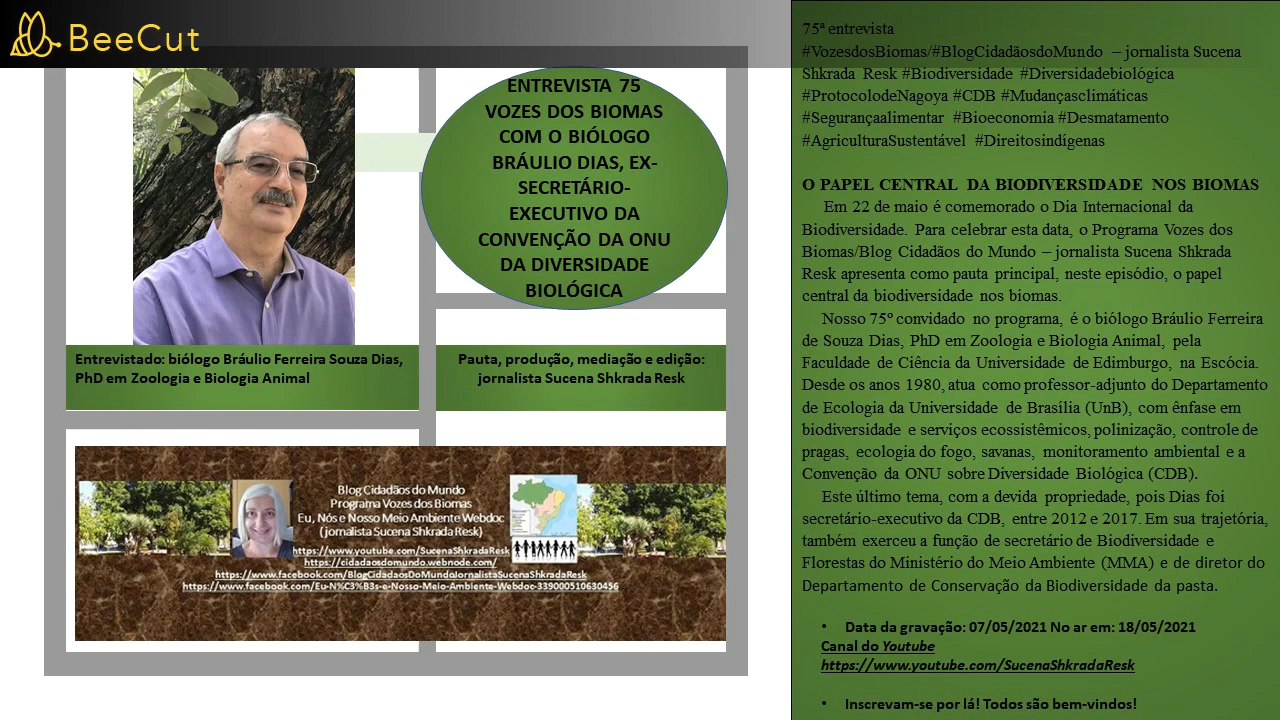 BeeCut
ENTREVISTA 75
VOZES DOS BIOMAS
COM O BIÓLOGO
BRÁULIO DIAS, EX-
SECRETÁRIO-
EXECUTIVO DA
CONVENÇÃO DA ONU
DA DIVERSIDADE
BIOLÓGICA
Entrevistado: biólogo Bráulio Ferreira Souza Dias,
PhD em Zoologia e Biologia Animal
Pauta, produção, mediação e edição:
jornalista Sucena Shkrada Resk
Blog Cidadãos do Mundo
Programa Vozes dos Biomas
Eu, Nós e Nosso Meio Ambiente Webdoc
(jornalista Sucena Shkrada Resk)
https://www.youtube.com/SucenaShkradaResk
https://cidadaosdomundo.webnode.com/
https://www.facebook.com/BlogCidadaosDoMundoJornalistaSucenaShkradaResk
https://www.facebook.com/Eu-N%C3%B3s-e-Nosso-Meio-Ambiente-Webdoc-339000510630456
75ª entrevista
#VozesdosBiomas/#BlogCidadãosdoMundo – jornalista Sucena
Shkrada Resk #Biodiversidade #Diversidadebiológica
#ProtocolodeNagoya #CDB #Mudançasclimáticas
#Segurançaalimentar #Bioeconomia #Desmatamento
#AgriculturaSustentável #Direitosindígenas
O PAPEL CENTRAL DA BIODIVERSIDADE NOS BIOMAS
Em 22 de maio é comemorado o Dia Internacional da
Biodiversidade. Para celebrar esta data, o Programa Vozes dos
Biomas/Blog Cidadãos do Mundo – jornalista Sucena Shkrada
Resk apresenta como pauta principal, neste episódio, o papel
central da biodiversidade nos biomas.
Nosso 75º convidado no programa, é o biólogo Bráulio Ferreira
de Souza Dias, PhD em Zoologia e Biologia Animal, pela
Faculdade de Ciência da Universidade de Edimburgo, na Escócia.
Desde os anos 1980, atua como professor-adjunto do Departamento
de Ecologia da Universidade de Brasília (UnB), com ênfase em
biodiversidade e serviços ecossistêmicos, polinização, controle de
pragas, ecologia do fogo, savanas, monitoramento ambiental e a
Convenção da ONU sobre Diversidade Biológica (CDB).
Este último tema, com a devida propriedade, pois Dias foi
secretário-executivo da CDB, entre 2012 e 2017. Em sua trajetória,
também exerceu a função de secretário de Biodiversidade e
Florestas do Ministério do Meio Ambiente (MMA) e de diretor do
Departamento de Conservação da Biodiversidade da pasta.
• Data da gravação: 07/05/2021 No ar em: 18/05/2021
Canal do Youtube
https://www.youtube.com/SucenaShkradaResk
• Inscrevam-se por lá! Todos são bem-vindos!